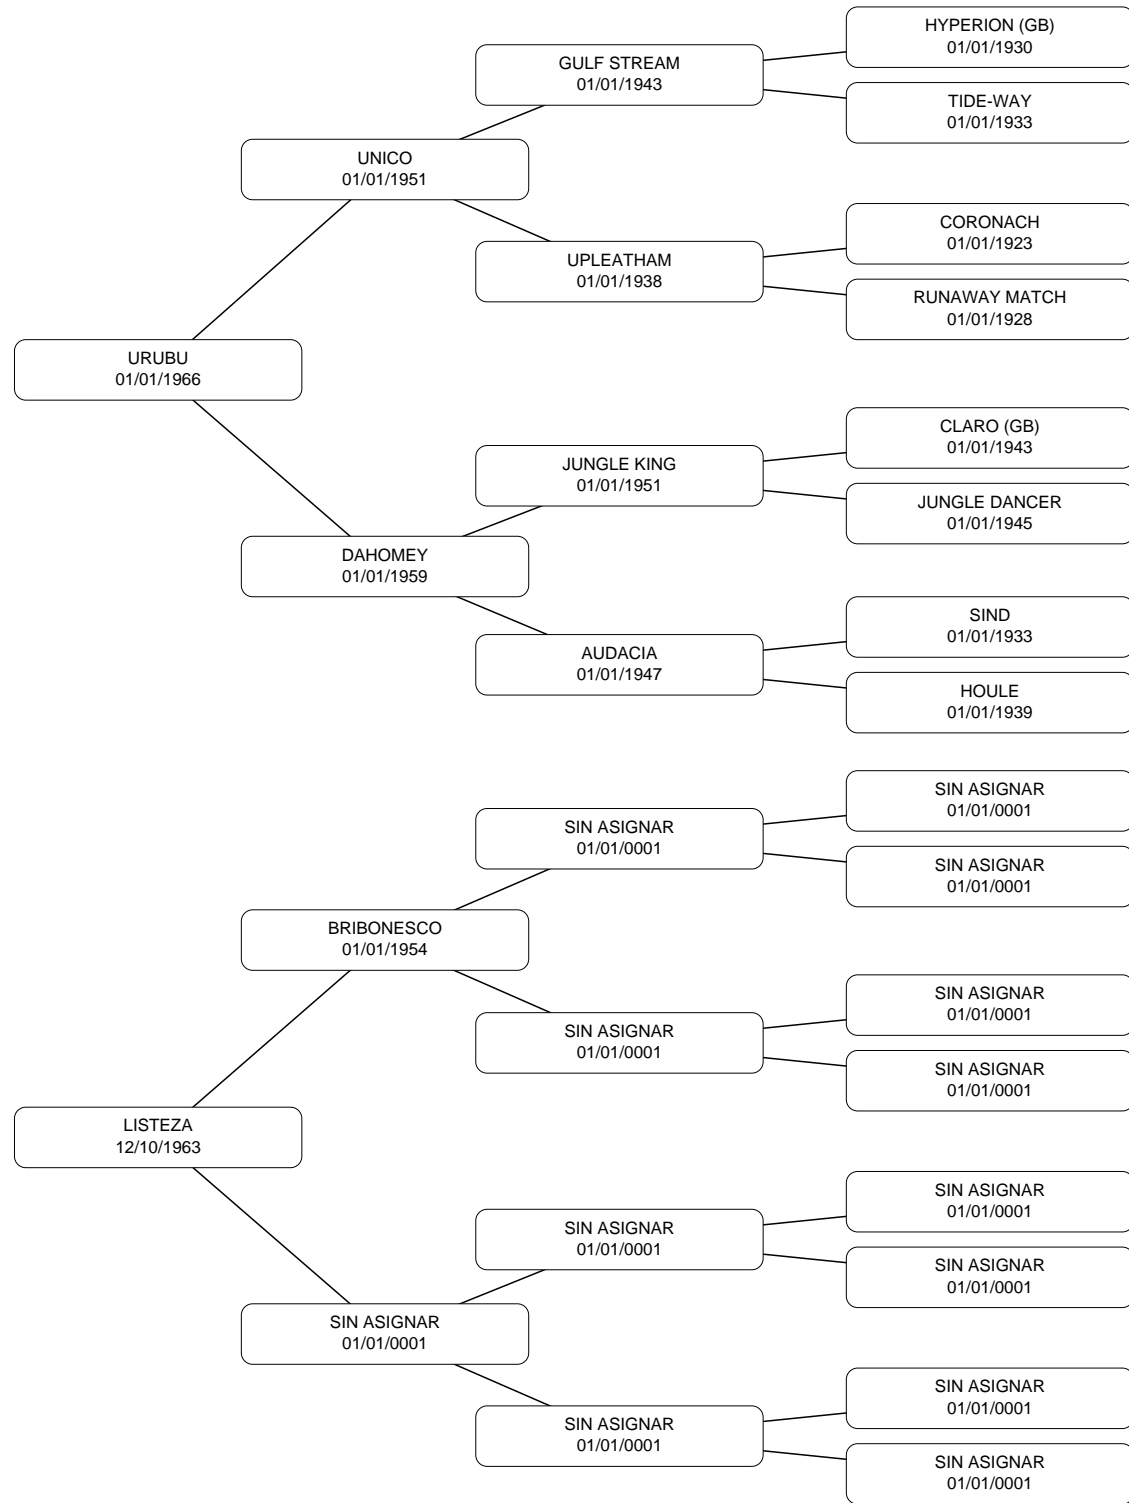 HYPERION (GB)
01/01/1930
GULF STREAM
01/01/1943
TIDE-WAY
01/01/1933
UNICO
01/01/1951
CORONACH
01/01/1923
UPLEATHAM
01/01/1938
RUNAWAY MATCH
01/01/1928
URUBU
01/01/1966
CLARO (GB)
01/01/1943
JUNGLE KING
01/01/1951
JUNGLE DANCER
01/01/1945
DAHOMEY
01/01/1959
SIND
01/01/1933
AUDACIA
01/01/1947
HOULE
01/01/1939
SIN ASIGNAR
01/01/0001
SIN ASIGNAR
01/01/0001
SIN ASIGNAR
01/01/0001
BRIBONESCO
01/01/1954
SIN ASIGNAR
01/01/0001
SIN ASIGNAR
01/01/0001
SIN ASIGNAR
01/01/0001
LISTEZA
12/10/1963
SIN ASIGNAR
01/01/0001
SIN ASIGNAR
01/01/0001
SIN ASIGNAR
01/01/0001
SIN ASIGNAR
01/01/0001
SIN ASIGNAR
01/01/0001
SIN ASIGNAR
01/01/0001
SIN ASIGNAR
01/01/0001